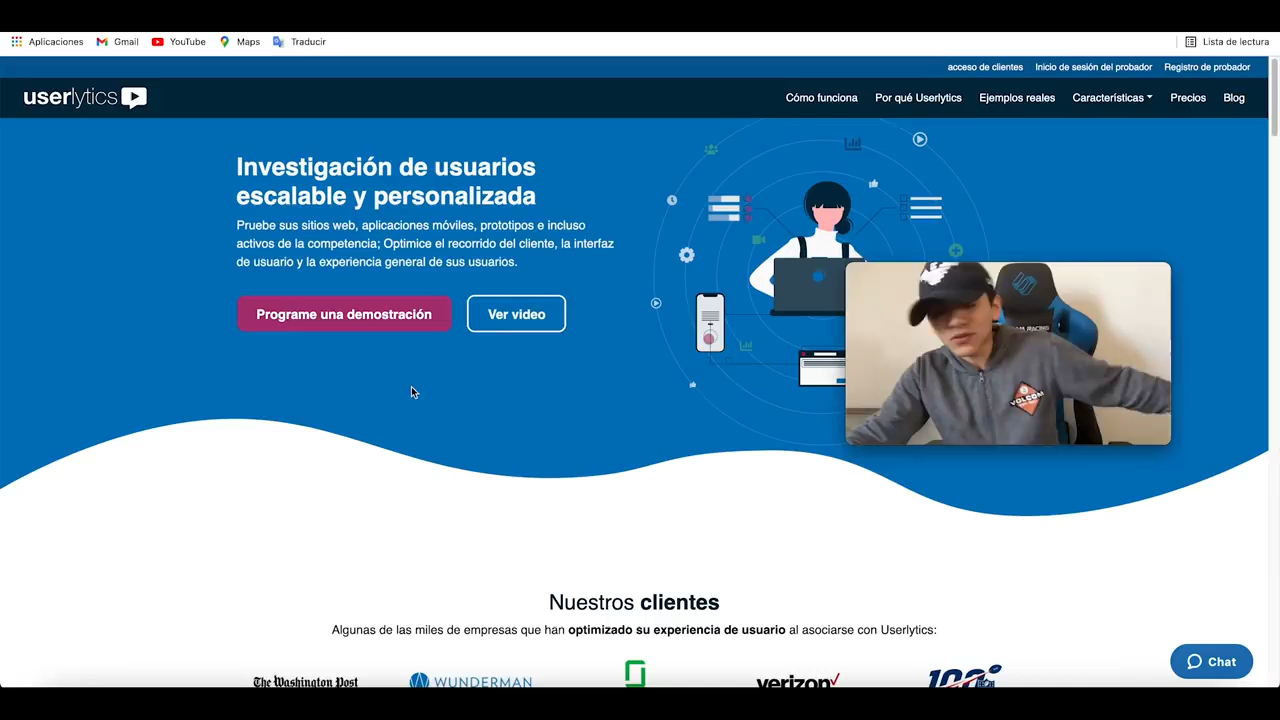 Aplicaciones
Gmail
YouTube
Maps
Traducir
Lista de lectura
acceso de clientes
Inicio de sesión del probador
Registro de probador
userlytics
Cómo funciona
Por qué Userlytics
Ejemplos reales
Características
Precios
Blog
Investigación de usuarios
escalable y personalizada
Pruebe sus sitios web, aplicaciones móviles, prototipos e incluso
activos de la competencia; Optimice el recorrido del cliente, la interfaz
de usuario y la experiencia general de sus usuarios.
Programe una demostración
Ver video
VOLCOM
Nuestros clientes
Algunas de las miles de empresas que han optimizado su experiencia de usuario al asociarse con Userlytics:
The Washington Post
WUNDERMAN
verizon
100
Chat